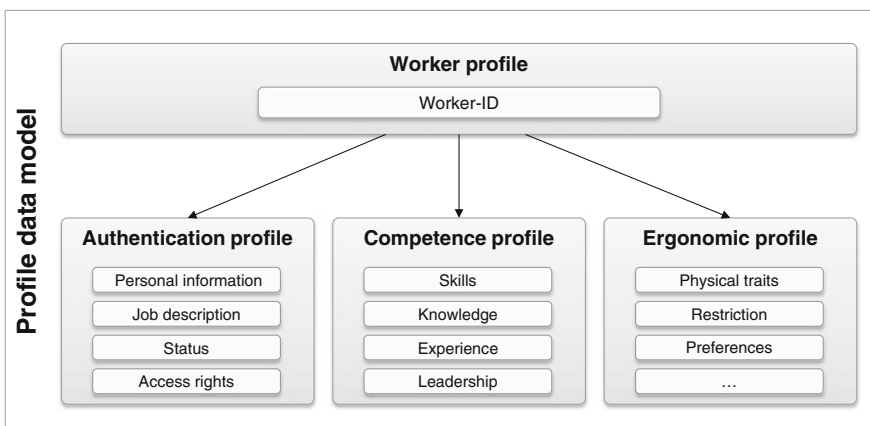 Profile data model
Worker profile
Worker-ID
Authentication profile
Personal information
Job description
Status
Access rights
Competence profile
Skills
Knowledge
Experience
Leadership
Ergonomic profile
Physical traits
Restriction
Preferences
…